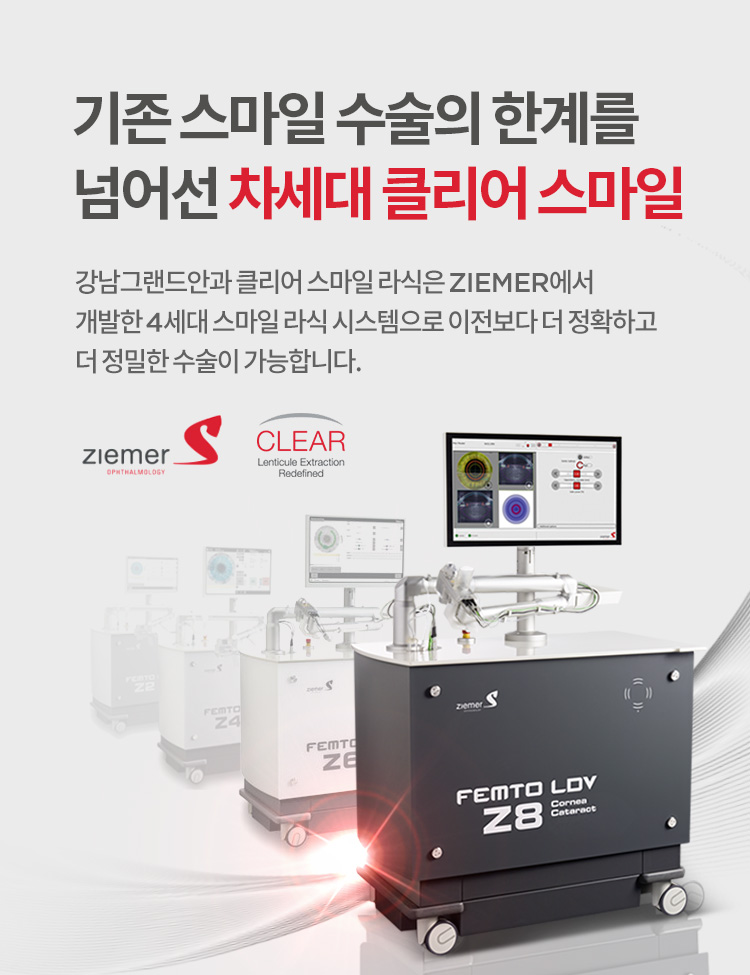 기존 스마일 수술의 한계를
넘어선 차세대 클리어 스마일
강남그랜드안과 클리어 스마일 라식은 ZIEMER에서
개발한 4세대 스마일 라식 시스템으로 이전보다 더 정확하고
더 정밀한 수술이 가능합니다.
ziemer
OPHTHALMOLOGY
CLEAR
Lenticule Extraction
Redefined
Z2
FEMTO
Z4
ziemer
FEMTO
Z6
ziemer
FEMTO LDV
Z8 Cornea
Cataract